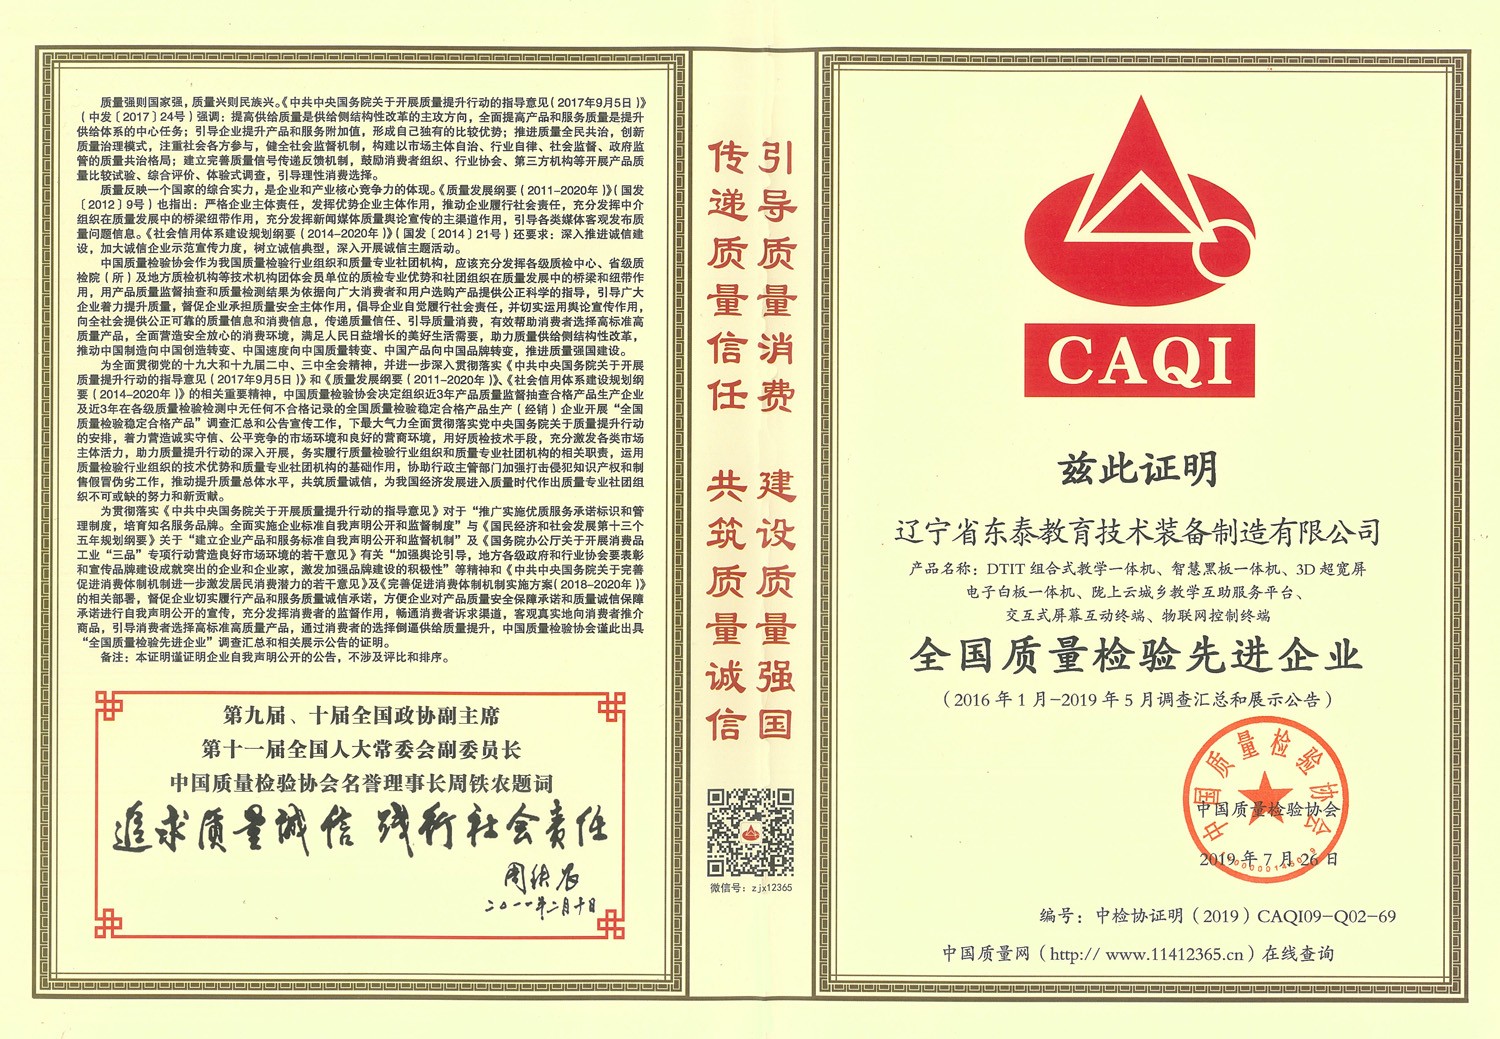 质量强则国家强，质量兴则民族兴。《中共中央国务院关于开展质量提升行动的指导意见（2017年9月5日）》
（中发〔2017〕24号）强调：提高供给质量是供给侧结构性改革的主攻方向，全面提高产品和服务质量是提升
供给体系的中心任务；引导企业提升产品和服务附加值，形成自己独有的比较优势；推进质量全民共治，创新
质量治理模式，注重社会各方参与，健全社会监督机制，构建以市场主体自治、行业自律、社会监督、政府监
管的质量共治格局；建立完善质量信号传递反馈机制，鼓励消费者组织、行业协会、第三方机构等开展产品质
量比较试验、综合评价、体验式调查，引导理性消费选择。
质量反映一个国家的综合实力，是企业和产业核心竞争力的体现。《质量发展纲要（2011-2020年）》（国发
〔2012〕9号）也指出：严格企业主体责任，发挥优势企业主体作用，推动企业履行社会责任，充分发挥中介
组织在质量发展中的桥梁纽带作用，充分发挥新闻媒体质量舆论宣传的主渠道作用，引导各类媒体客观发布质
量问题信息。《社会信用体系建设规划纲要（2014-2020年）》（国发〔2014〕21号）还要求：深入推进诚信建
设，加大诚信企业示范宣传力度，树立诚信典型，深入开展诚信主题活动。
中国质量检验协会作为我国质量检验行业组织和质量专业社团机构，应该充分发挥各级质检中心、省级质
检院（所）及地方质检机构等技术机构团体会员单位的质检专业优势和社团组织在质量发展中的桥梁和纽带作
用，用产品质量监督抽查和质量检测结果为依据向广大消费者和用户选购产品提供公正科学的指导，引导广大
企业着力提升质量，督促企业承担质量安全主体作用，倡导企业自觉履行社会责任，并切实运用舆论宣传作用，
向全社会提供公正可靠的质量信息和消费信息，传递质量信任、引导质量消费，有效帮助消费者选择高标准高
质量产品，全面营造安全放心的消费环境，满足人民日益增长的美好生活需要，助力质量供给侧结构性改革，
推动中国制造向中国创造转变、中国速度向中国质量转变、中国产品向中国品牌转变，推进质量强国建设。
为全面贯彻党的十九大和十九届二中、三中全会精神，并进一步深入贯彻落实《中共中央国务院关于开展
质量提升行动的指导意见（2017年9月5日）》和《质量发展纲要（2011-2020年）》、《社会信用体系建设规划纲
要（2014-2020年）》的相关重要精神，中国质量检验协会决定组织近3年产品质量监督抽查合格产品生产企业
及近3年在各级质量检验检测中无任何不合格记录的全国质量检验稳定合格产品生产（经销）企业开展“全国
质量检验稳定合格产品”调查汇总和公告宣传工作，下最大气力全面贯彻落实党中央国务院关于质量提升行动
的安排，着力营造诚实守信、公平竞争的市场环境和良好的营商环境，用好质检技术手段，充分激发各类市场
主体活力，助力质量提升行动的深入开展，务实履行质量检验行业组织和质量专业社团机构的相关职责，运用
质量检验行业组织的技术优势和质量专业社团机构的基础作用，协助行政主管部门加强打击侵犯知识产权和制
售假冒伪劣工作，推动提升质量总体水平，共筑质量诚信，为我国经济发展进入质量时代作出质量专业社团组
织不可或缺的努力和新贡献。
为贯彻落实《中共中央国务院关于开展质量提升行动的指导意见》对于“推广实施优质服务承诺标识和管
理制度，培育知名服务品牌。全面实施企业标准自我声明公开和监督制度”与《国民经济和社会发展第十三个
五年规划纲要》关于“建立企业产品和服务标准自我声明公开和监督机制”及《国务院办公厅关于开展消费品
工业“三品”专项行动营造良好市场环境的若干意见》有关“加强舆论引导，地方各级政府和行业协会要表彰
和宣传品牌建设成就突出的企业和企业家，激发加强品牌建设的积极性”等精神和《中共中央国务院关于完善
促进消费体制机制进一步激发居民消费潜力的若干意见》及《完善促进消费体制机制实施方案（2018-2020年）》
的相关部署，督促企业切实履行产品和服务质量诚信承诺，方便企业对产品质量安全保障承诺和质量诚信保障
承诺进行自我声明公开的宣传，充分发挥消费者的监督作用，畅通消费者诉求渠道，客观真实地向消费者推介
商品，引导消费者选择高标准高质量产品，通过消费者的选择倒逼供给质量提升，中国质量检验协会谨此出具
“全国质量检验先进企业”调查汇总和相关展示公告的证明。
备注：本证明谨证明企业自我声明公开的公告，不涉及评比和排序。
第九届、十届全国政协副主席
第十一届全国人大常委会副委员长
中国质量检验协会名誉理事长周铁农题词
追求质量诚信 践行社会责任
周铁农
二〇一一年二月十日
引导质量消费 建设质量强国
传递质量信任 共筑质量诚信
微信号：zjx12365
CAQI
兹此证明
辽宁省东泰教育技术装备制造有限公司
产品名称：DTIT 组合式教学一体机、智慧黑板一体机、3D 超宽屏
电子白板一体机、陇上云城乡教学互助服务平台、
交互式屏幕互动终端、物联网控制终端
全国质量检验先进企业
（2016 年 1 月-2019 年 5 月调查汇总和展示公告）
中国质量检验协会
中国质量检验协会
2019 年 7 月 26 日
编号：中检协证明（2019）CAQI09-Q02-69
中国质量网（http:// www.11412365.cn）在线查询